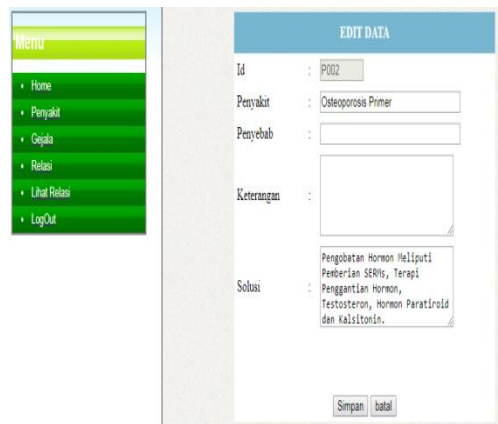 Menu
Home
Penyakit
Gejala
Relasi
Lihat Relasi
LogOut
EDIT DATA
Id : P002
Penyakit : Osteoporosis Primer
Penyebab :
Keterangan :
Solusi :
Pengobatan Hormon Meliputi
Pemberian SERMs, Terapi
Penggantian Hormon,
Testosteron, Hormon Paratiroid
dan Kalsitonin.
Simpan batal